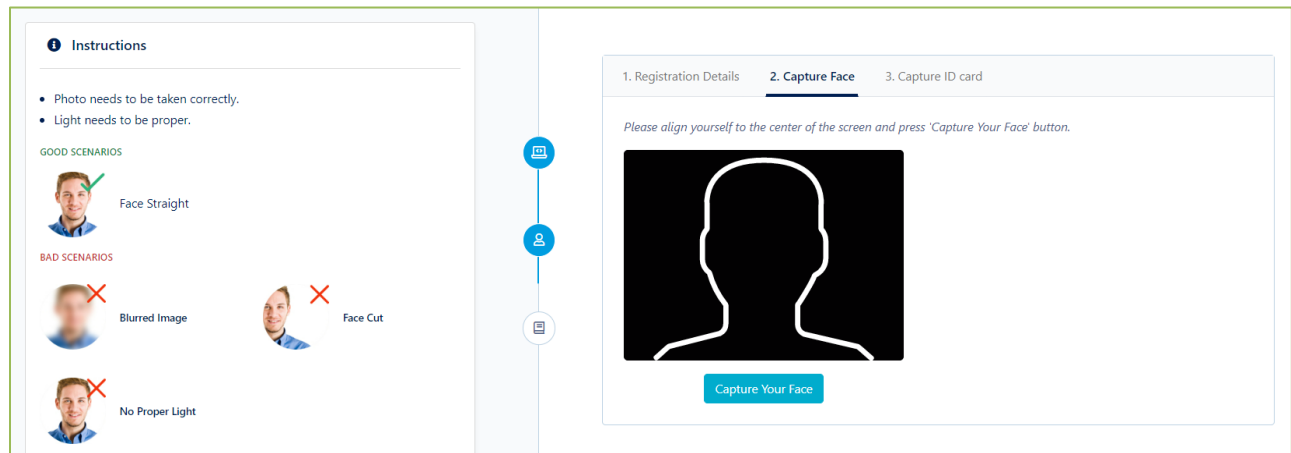 Instructions
Photo needs to be taken correctly.
Light needs to be proper.
GOOD SCENARIOS
Face Straight
BAD SCENARIOS
Blurred Image
Face Cut
No Proper Light
1. Registration Details
2. Capture Face
3. Capture ID card
Please align yourself to the center of the screen and press 'Capture Your Face' button.
Capture Your Face